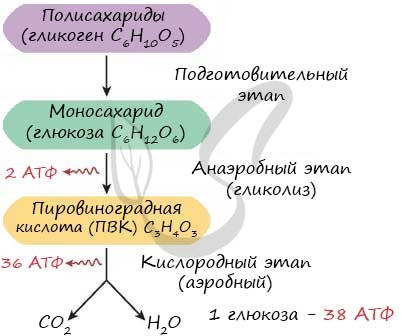 Полисахариды
(гликоген C₆H₁₀O₅)
Подготовительный
этап
Моносахарид
(глюкоза C₆H₁₂O₆)
2 АТФ
Анаэробный этап
(гликолиз)
Пировиноградная
кислота (ПВК) C₃H₄O₃
36 АТФ
Кислородный этап
(аэробный)
CO₂
H₂O
1 глюкоза - 38 АТФ